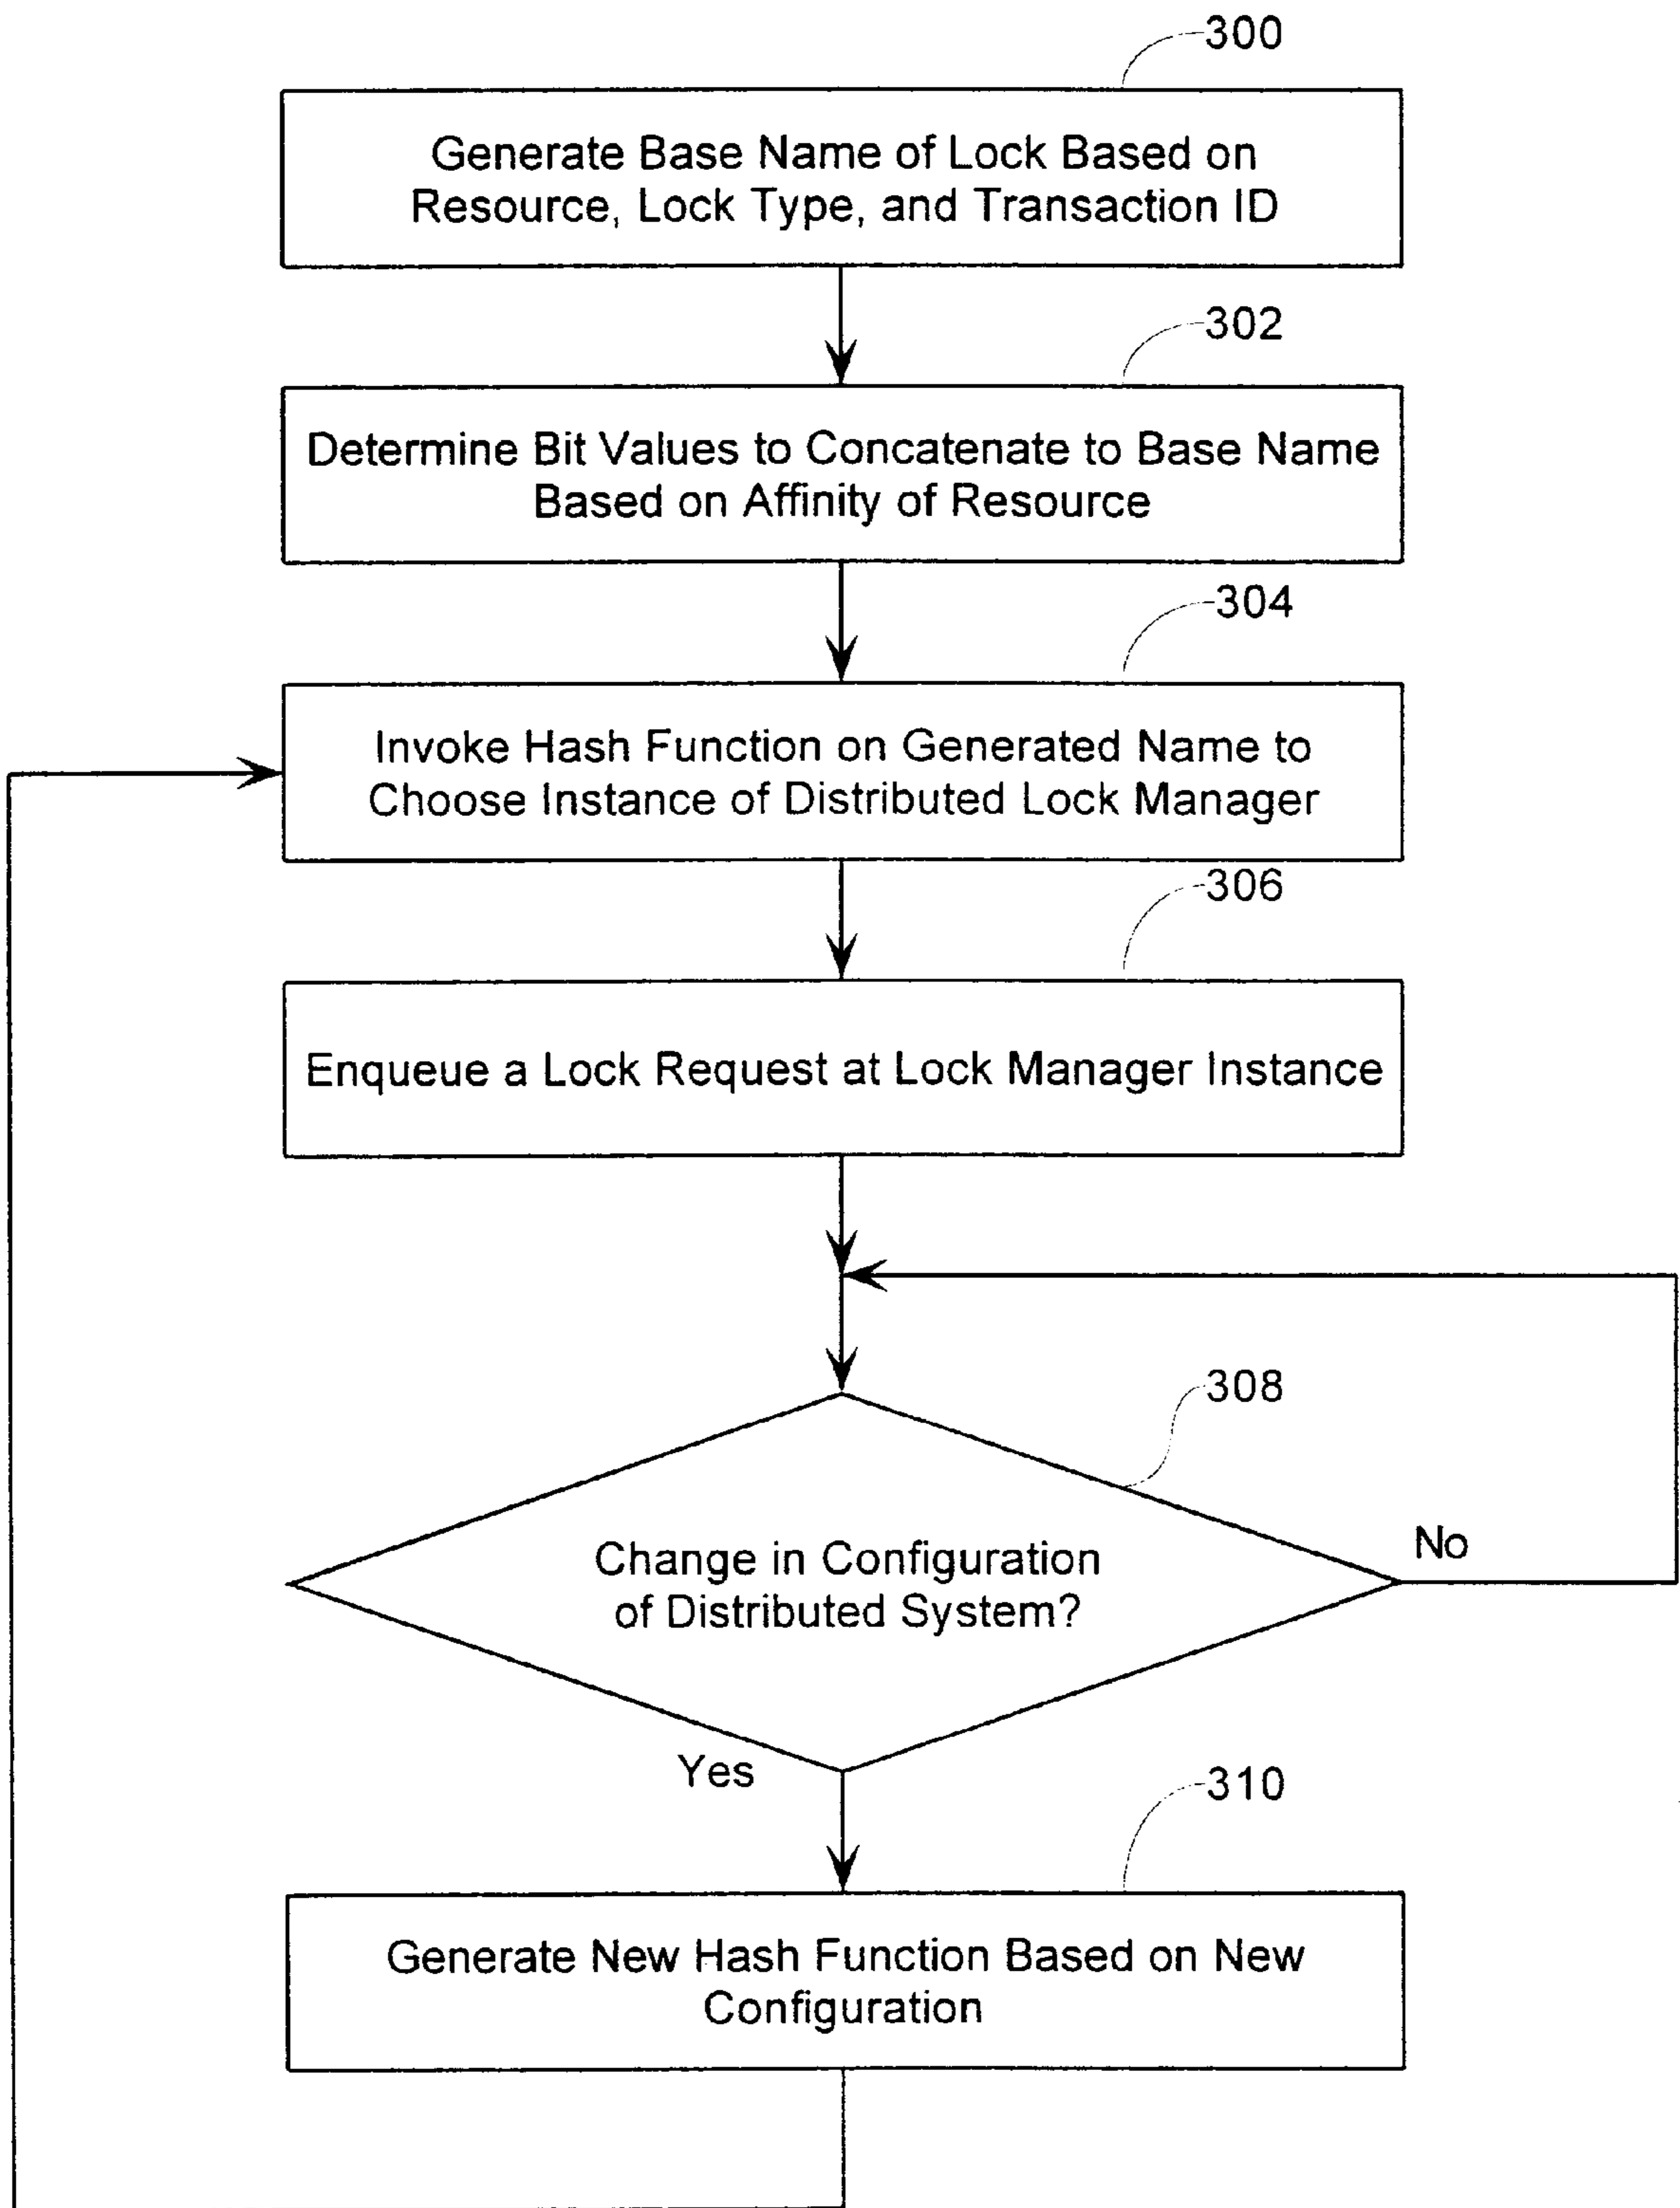 300
Generate Base Name of Lock Based on
Resource, Lock Type, and Transaction ID
302
Determine Bit Values to Concatenate to Base Name
Based on Affinity of Resource
304
Invoke Hash Function on Generated Name to
Choose Instance of Distributed Lock Manager
306
Enqueue a Lock Request at Lock Manager Instance
308
Change in Configuration
of Distributed System?
No
Yes
310
Generate New Hash Function Based on New
Configuration